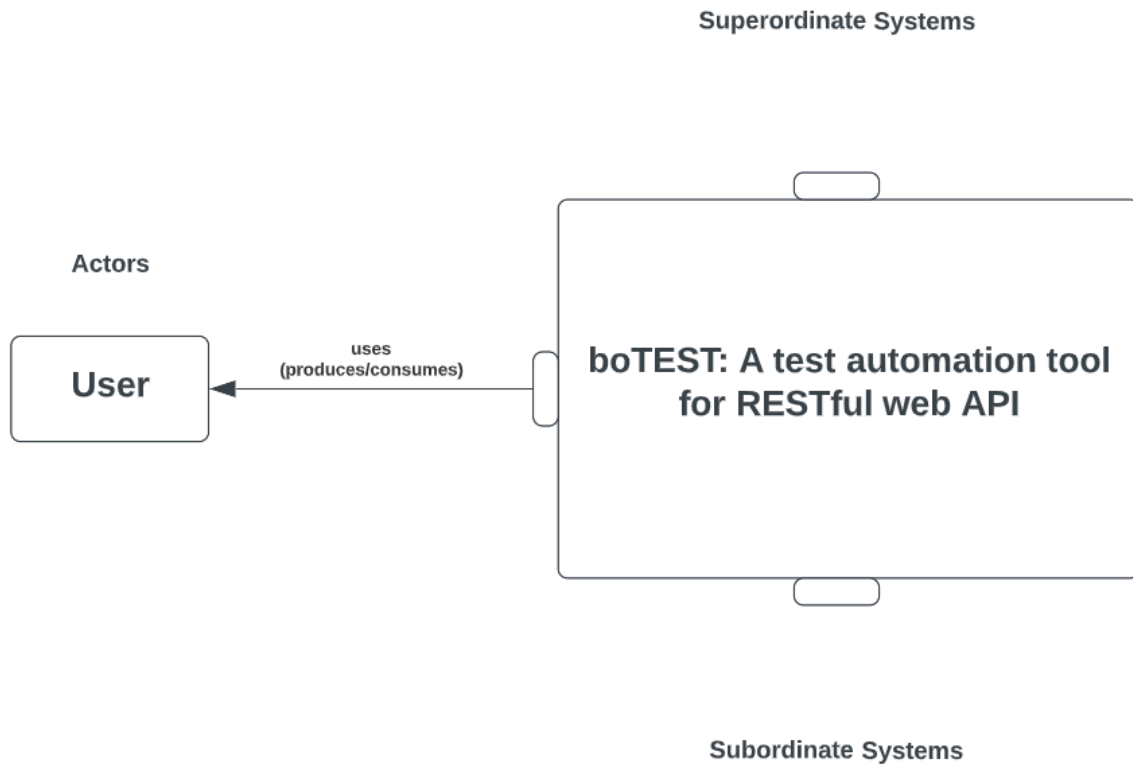 Superordinate Systems
Actors
User
uses
(produces/consumes)
boTEST: A test automation tool
for RESTful web API
Subordinate Systems